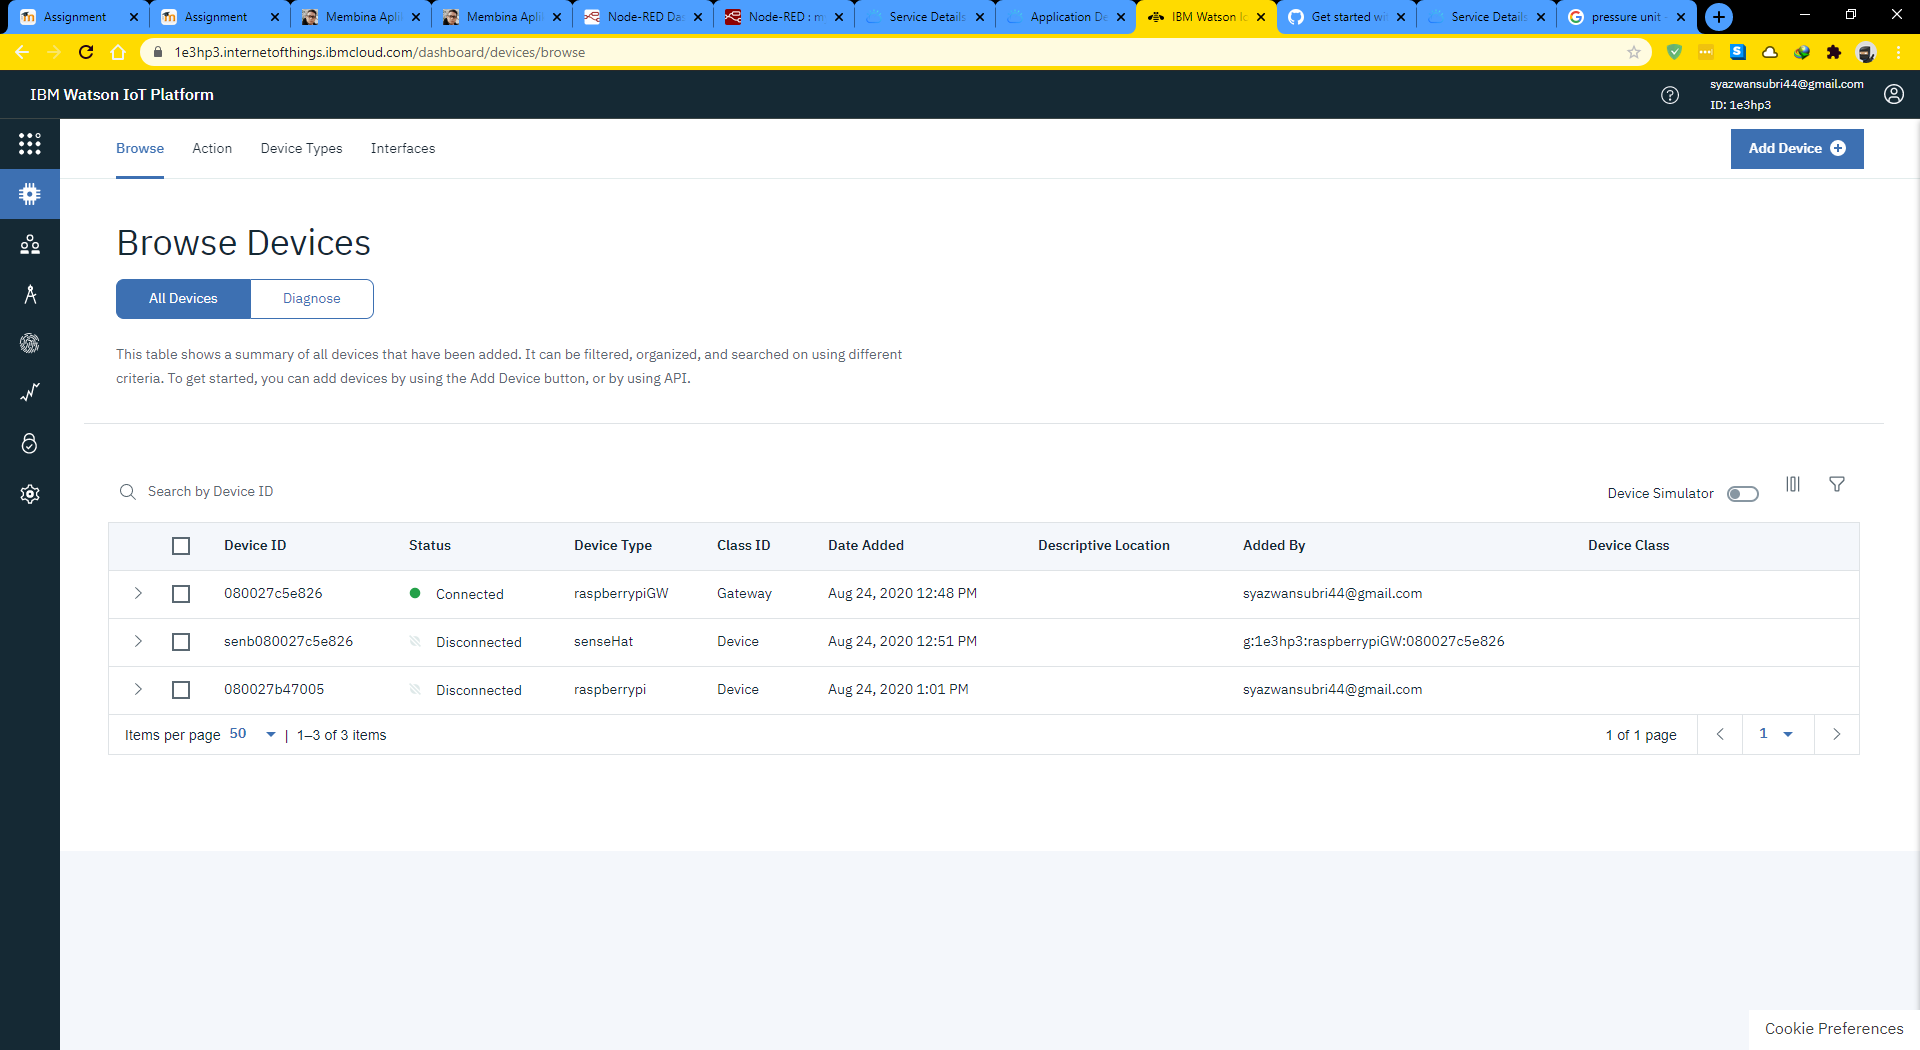 Assignment
Assignment
Membina Apli
Membina Apli
Node-RED Da
Node-RED : m
Service Details
Application De
IBM Watson Io
Get started wi
Service Details
pressure unit -
1e3hp3.internetofthings.ibmcloud.com/dashboard/devices/browse
IBM Watson IoT Platform
syazwansubri44@gmail.com
ID: 1e3hp3
Browse Action Device Types Interfaces
Add Device
Browse Devices
All Devices Diagnose
This table shows a summary of all devices that have been added. It can be filtered, organized, and searched on using different
criteria. To get started, you can add devices by using the Add Device button, or by using API.
Search by Device ID
Device Simulator
Device ID Status Device Type Class ID Date Added Descriptive Location Added By Device Class
080027c5e826 Connected raspberrypiGW Gateway Aug 24, 2020 12:48 PM syazwansubri44@gmail.com
senb080027c5e826 Disconnected senseHat Device Aug 24, 2020 12:51 PM g:1e3hp3:raspberrypiGW:080027c5e826
080027b47005 Disconnected raspberrypi Device Aug 24, 2020 1:01 PM syazwansubri44@gmail.com
Items per page 50 | 1–3 of 3 items
1 of 1 page 1
Cookie Preferences